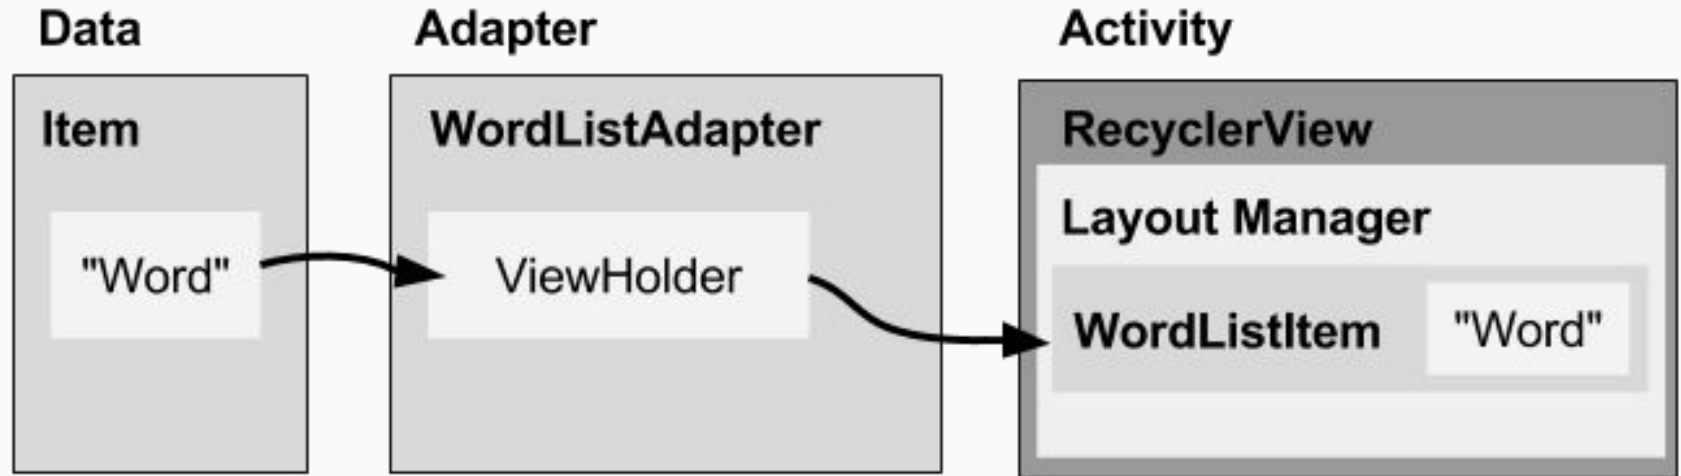 Data
Item
"Word"
Adapter
WordListAdapter
ViewHolder
Activity
RecyclerView
Layout Manager
WordListItem
"Word"